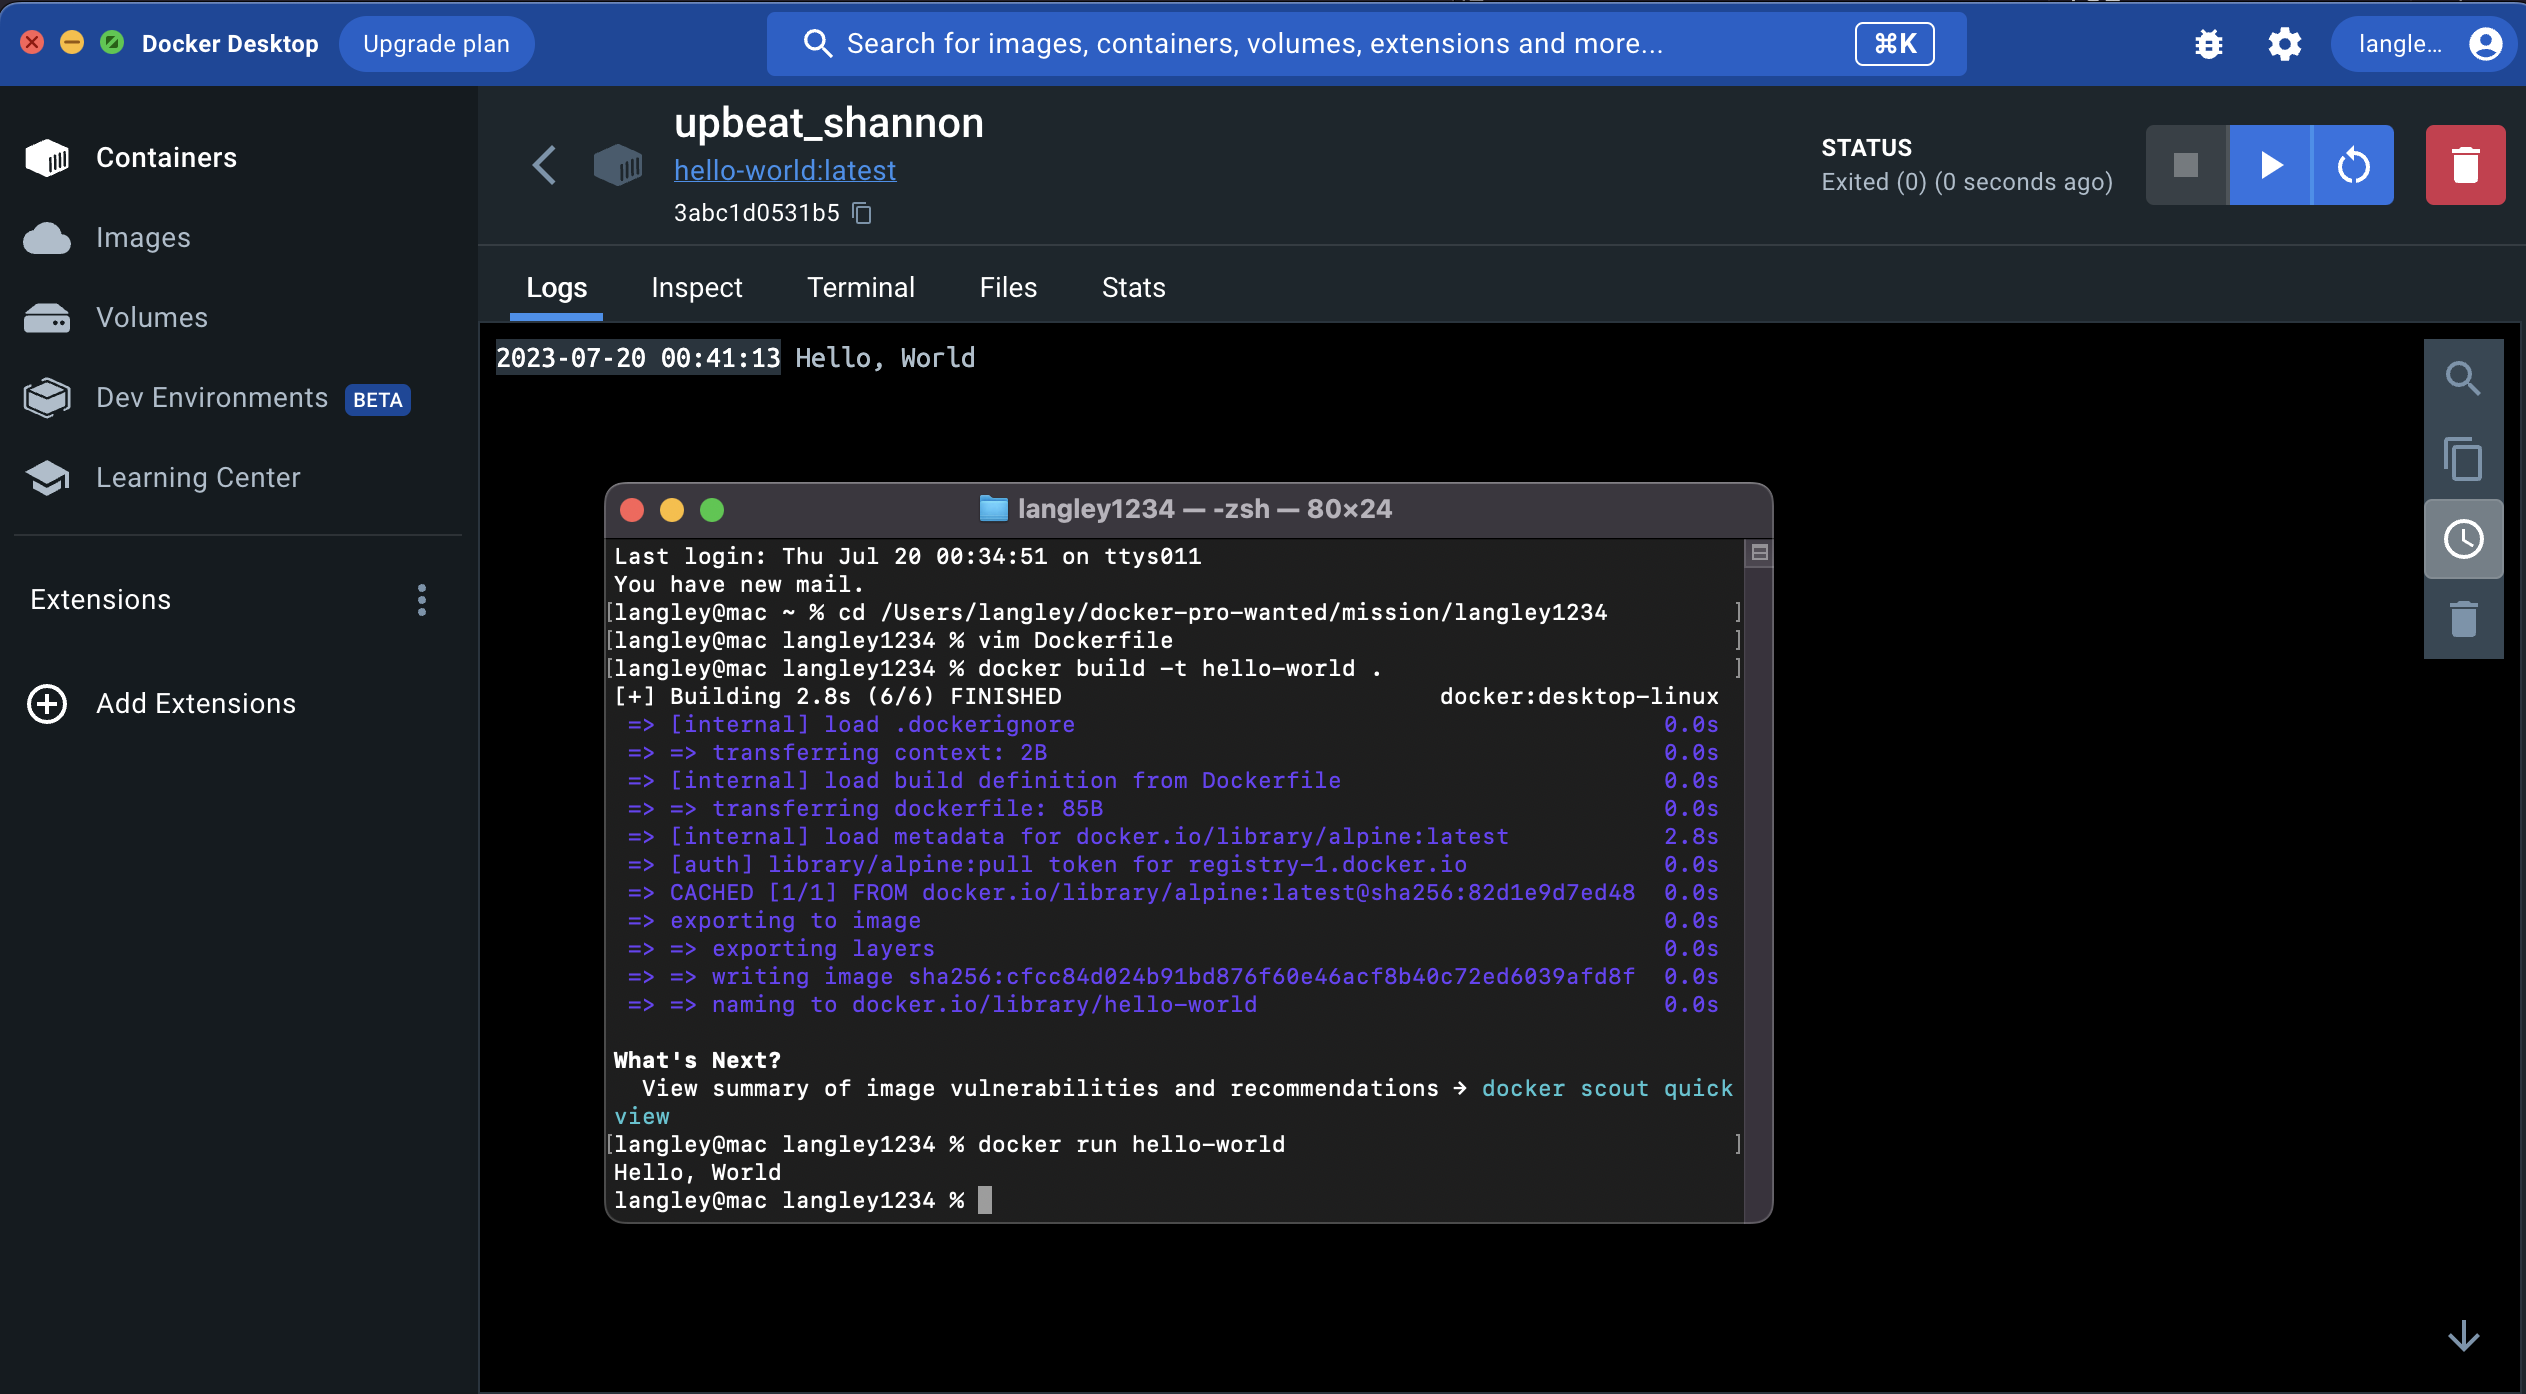 Docker Desktop
Upgrade plan
Search for images, containers, volumes, extensions and more...
⌘K
langle...
Containers
Images
Volumes
Dev Environments BETA
Learning Center
Extensions
Add Extensions
upbeat_shannon
hello-world:latest
3abc1d0531b5
STATUS
Exited (0) (0 seconds ago)
Logs Inspect Terminal Files Stats
2023-07-20 00:41:13 Hello, World
langley1234 — -zsh — 80×24
Last login: Thu Jul 20 00:34:51 on ttys011
You have new mail.
[langley@mac ~ % cd /Users/langley/docker-pro-wanted/mission/langley1234 ]
[langley@mac langley1234 % vim Dockerfile ]
[langley@mac langley1234 % docker build -t hello-world . ]
[+] Building 2.8s (6/6) FINISHED docker:desktop-linux
=> [internal] load .dockerignore 0.0s
=> => transferring context: 2B 0.0s
=> [internal] load build definition from Dockerfile 0.0s
=> => transferring dockerfile: 85B 0.0s
=> [internal] load metadata for docker.io/library/alpine:latest 2.8s
=> [auth] library/alpine:pull token for registry-1.docker.io 0.0s
=> CACHED [1/1] FROM docker.io/library/alpine:latest@sha256:82d1e9d7ed48 0.0s
=> exporting to image 0.0s
=> => exporting layers 0.0s
=> => writing image sha256:cfcc84d024b91bd876f60e46acf8b40c72ed6039afd8f 0.0s
=> => naming to docker.io/library/hello-world 0.0s
What's Next?
View summary of image vulnerabilities and recommendations → docker scout quick
view
[langley@mac langley1234 % docker run hello-world ]
Hello, World
langley@mac langley1234 %